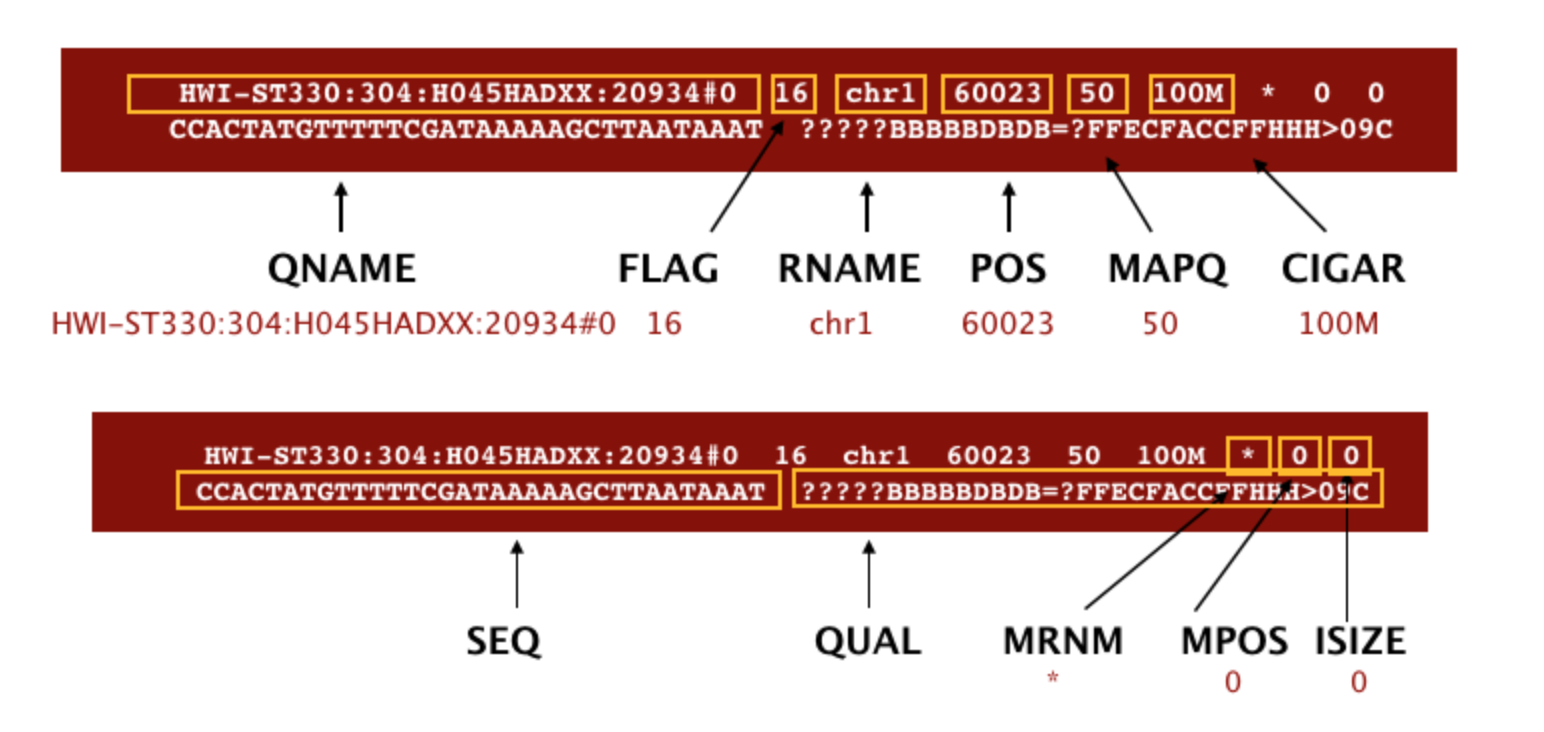 HWI-ST330:304:H045HADXX:20934#0 16 chr1 60023 50 100M * 0 0
CCACTATGTTTTTCGATAAAAAGCTTAATAAAT ?????BBBBBDBDB=?FFECFACCFFHHH>09C
QNAME FLAG RNAME POS MAPQ CIGAR
HWI-ST330:304:H045HADXX:20934#0 16 chr1 60023 50 100M
HWI-ST330:304:H045HADXX:20934#0 16 chr1 60023 50 100M * 0 0
CCACTATGTTTTTCGATAAAAAGCTTAATAAAT ?????BBBBBDBDB=?FFECFACCFFHHH>09C
SEQ QUAL MRNM MPOS ISIZE
* 0 0